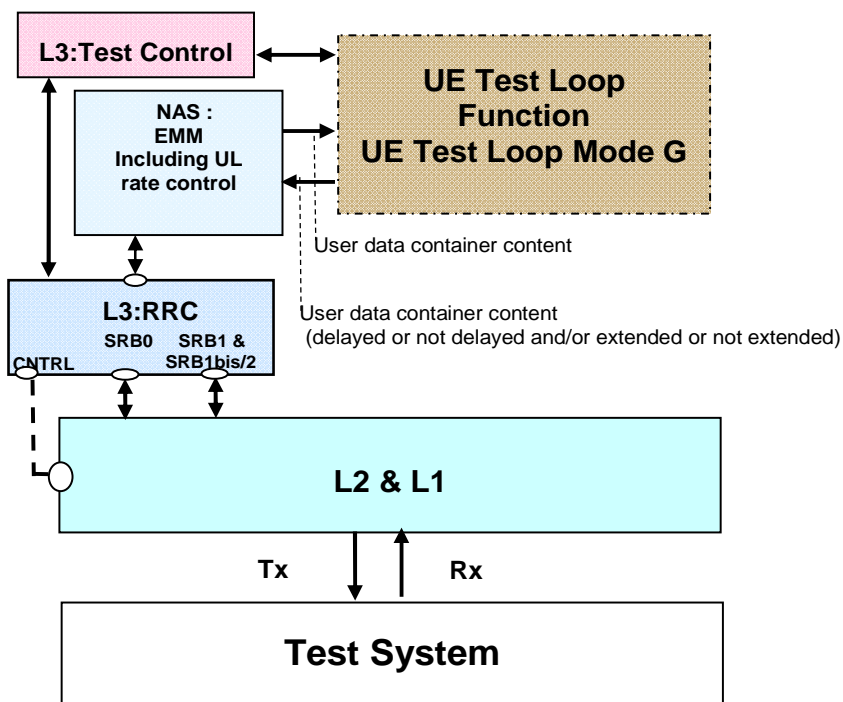 L3:Test Control
UE Test Loop
Function
UE Test Loop Mode G
NAS :
EMM
Including UL
rate control
User data container content
L3:RRC
SRB0
SRB1 &
SRB1bis/2
CNTRL
User data container content
(delayed or not delayed and/or extended or not extended)
L2 & L1
Tx
Rx
Test System